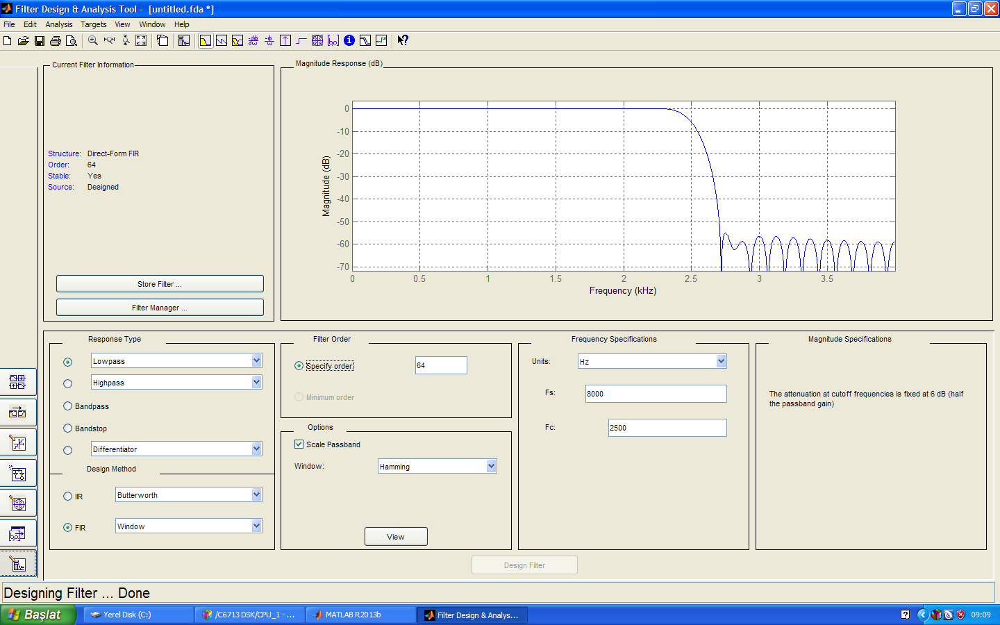 Filter Design & Analysis Tool - [untitled.fda *]
File Edit Analysis Targets View Window Help
Current Filter Information
Structure: Direct-Form FIR
Order: 64
Stable: Yes
Source: Designed
Store Filter ...
Filter Manager ...
Magnitude Response (dB)
0
-10
-20
-30
-40
-50
-60
-70
Magnitude (dB)
0 0.5 1 1.5 2 2.5 3 3.5
Frequency (kHz)
Response Type
Lowpass
Highpass
Bandpass
Bandstop
Differentiator
Design Method
IIR Butterworth
FIR Window
Filter Order
Specify order: 64
Minimum order
Options
Scale Passband
Window: Hamming
View
Frequency Specifications
Units: Hz
Fs: 8000
Fc: 2500
Magnitude Specifications
The attenuation at cutoff frequencies is fixed at 6 dB (half
the passband gain)
Design Filter
Designing Filter ... Done
Başlat Yerel Disk (C:) /C6713 DSK/CPU_1 - ... MATLAB R2013b Filter Design & Analys... 09:09